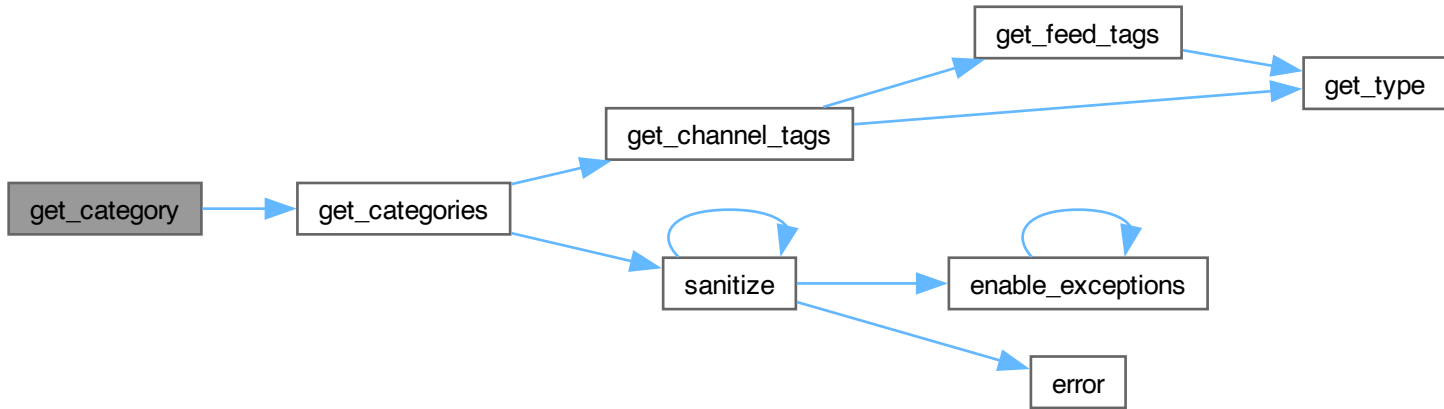 get_feed_tags
get_type
get_channel_tags
get_category
get_categories
sanitize
enable_exceptions
error